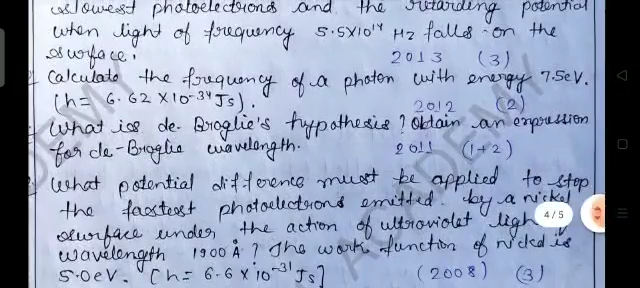 slowest photoelectrons and the retarding potential
when light of frequency 5.5X10¹⁴ Hz falls on the
surface. 2013 (3)
Calculate the frequency of a photon with energy 7.5eV.
(h= 6.62 X10⁻³⁴ Js). 2012 (2)
What is de-Broglie's hypothesis? Obtain an expression
for de-Broglie wavelength. 2011 (1+2)
What potential difference must be applied to stop
the fastest photoelectrons emitted by a nickel
surface under the action of ultraviolet light
4/5
wavelength 1900 Å? The work function of nickel is
5.0eV. [h= 6.6 x 10⁻³¹ Js] (2008) (3)
ACADEMY